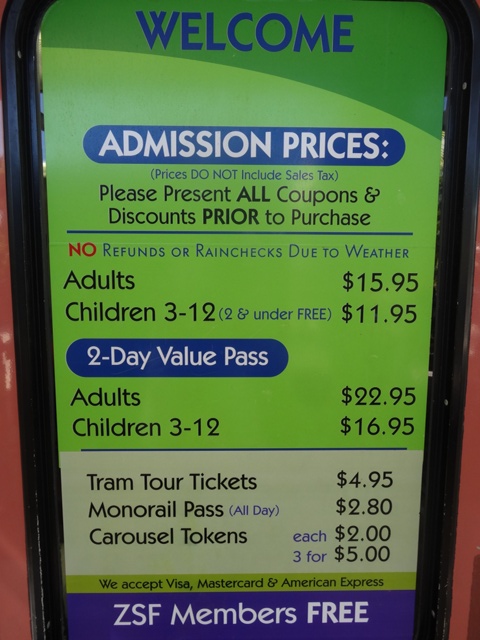 WELCOME
ADMISSION PRICES:
(Prices DO NOT Include Sales Tax)
Please Present ALL Coupons &
Discounts PRIOR to Purchase
NO REFUNDS OR RAINCHECKS DUE TO WEATHER
Adults $15.95
Children 3-12 (2 & under FREE) $11.95
2-Day Value Pass
Adults $22.95
Children 3-12 $16.95
Tram Tour Tickets $4.95
Monorail Pass (All Day) $2.80
Carousel Tokens each $2.00
3 for $5.00
We accept Visa, Mastercard & American Express
ZSF Members FREE